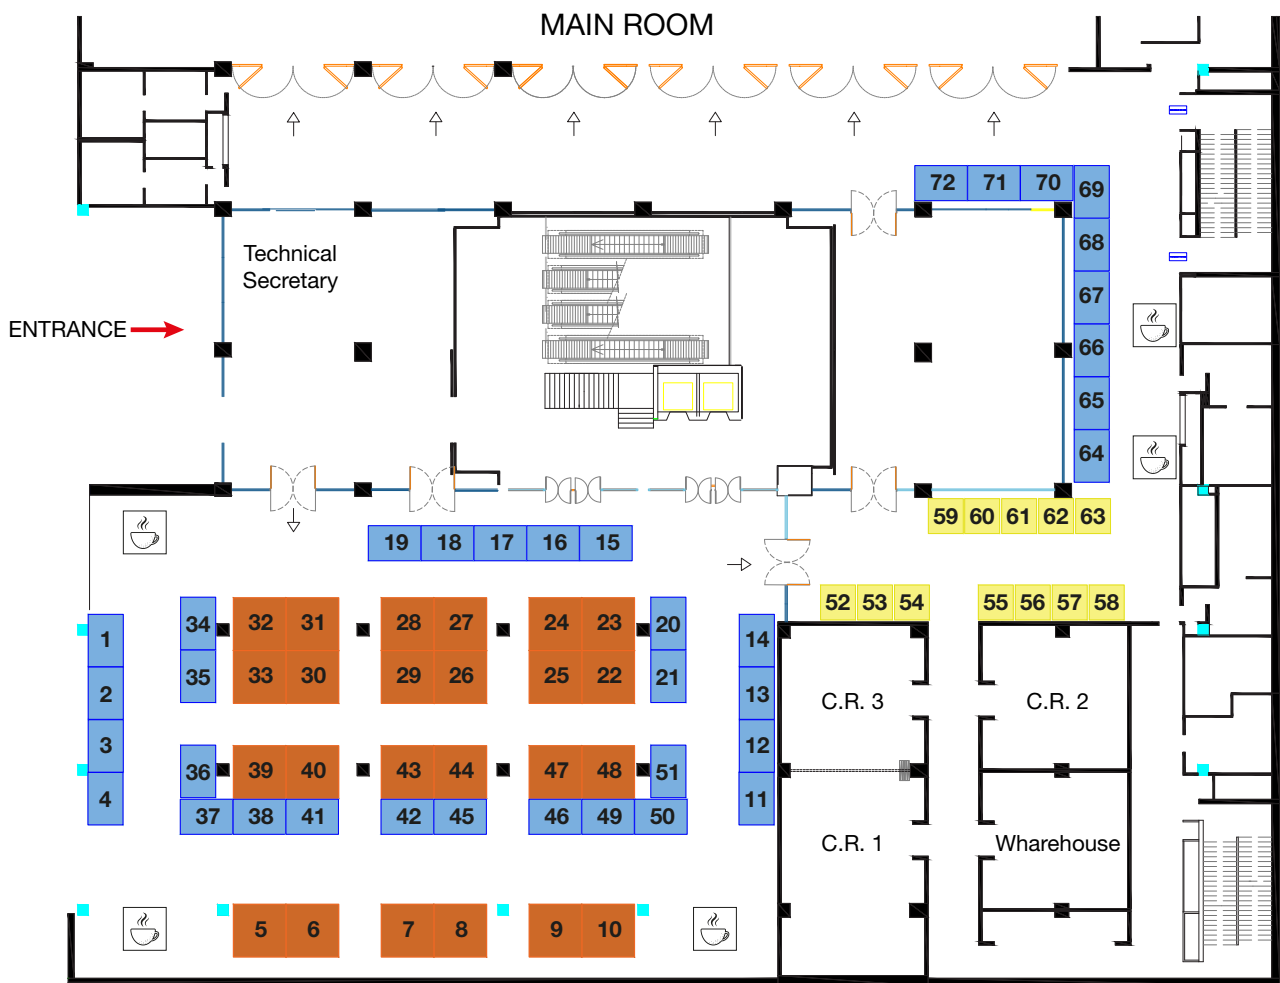 MAIN ROOM
72 71 70 69
Technical
Secretary
68
67
ENTRANCE
66
65
64
59 60 61 62 63
19 18 17 16 15
52 53 54 55 56 57 58
34 32 31 28 27 24 23 20
1 14
35 33 30 29 26 25 22 21
2 13
C.R. 3 C.R. 2
3 12
36 39 40 43 44 47 48 51
4 11
37 38 41 42 45 46 49 50
C.R. 1 Wharehouse
5 6 7 8 9 10